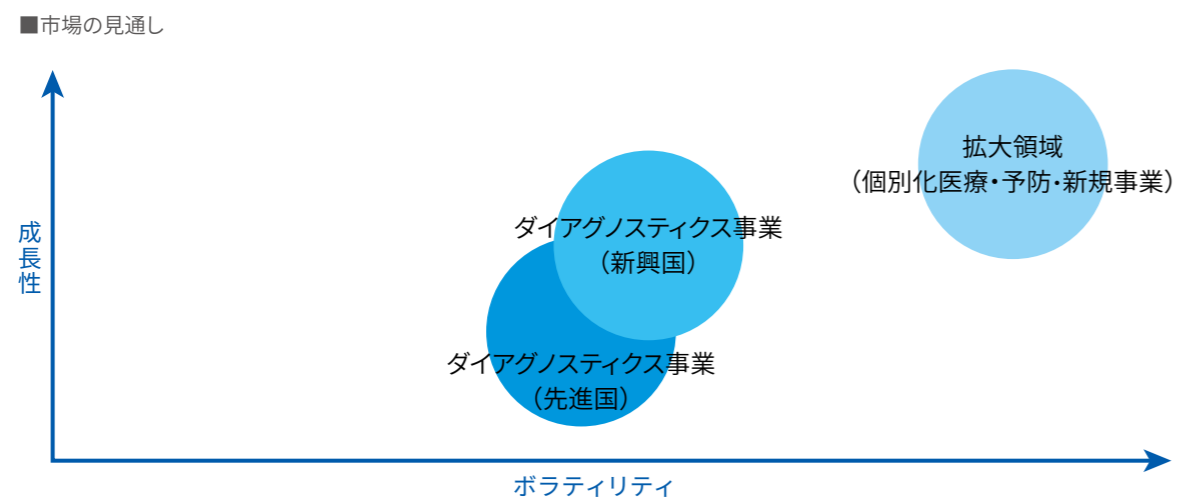 ■市場の見通し
拡大領域
（個別化医療・予防・新規事業）
ダイアグノスティクス事業
（新興国）
成長性
ダイアグノスティクス事業
（先進国）
ボラティリティ